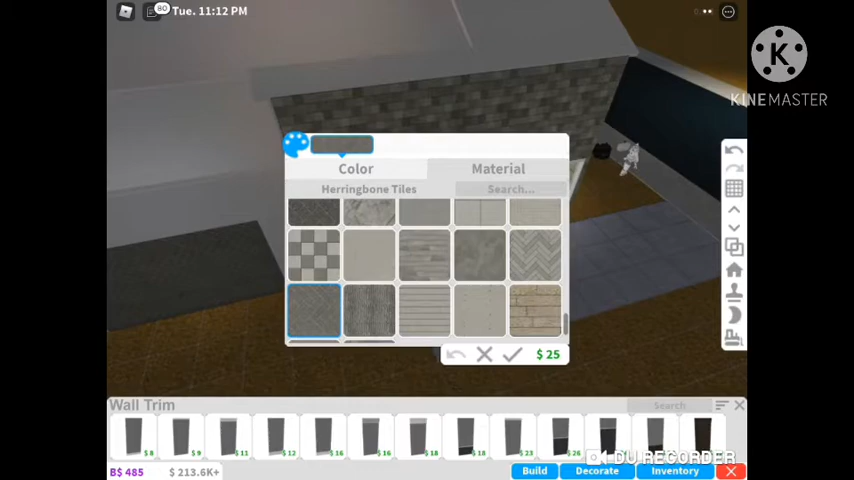 80
Tue. 11:12 PM
K
KINEMASTER
Color
Material
Herringbone Tiles
Search...
$ 25
Wall Trim
Search
$ 8
$ 9
$ 11
$ 12
$ 16
$ 16
$ 18
$ 18
$ 23
$ 26
DU RECORDER
B$ 485
$ 213.6K+
Build
Decorate
Inventory